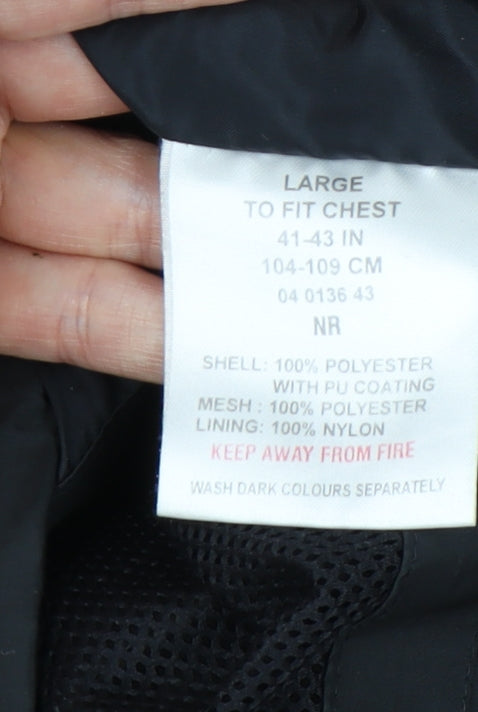 LARGE
TO FIT CHEST
41-43 IN
104-109 CM
04 0136 43
NR
SHELL: 100% POLYESTER
WITH PU COATING
MESH : 100% POLYESTER
LINING: 100% NYLON
KEEP AWAY FROM FIRE
WASH DARK COLOURS SEPARATELY